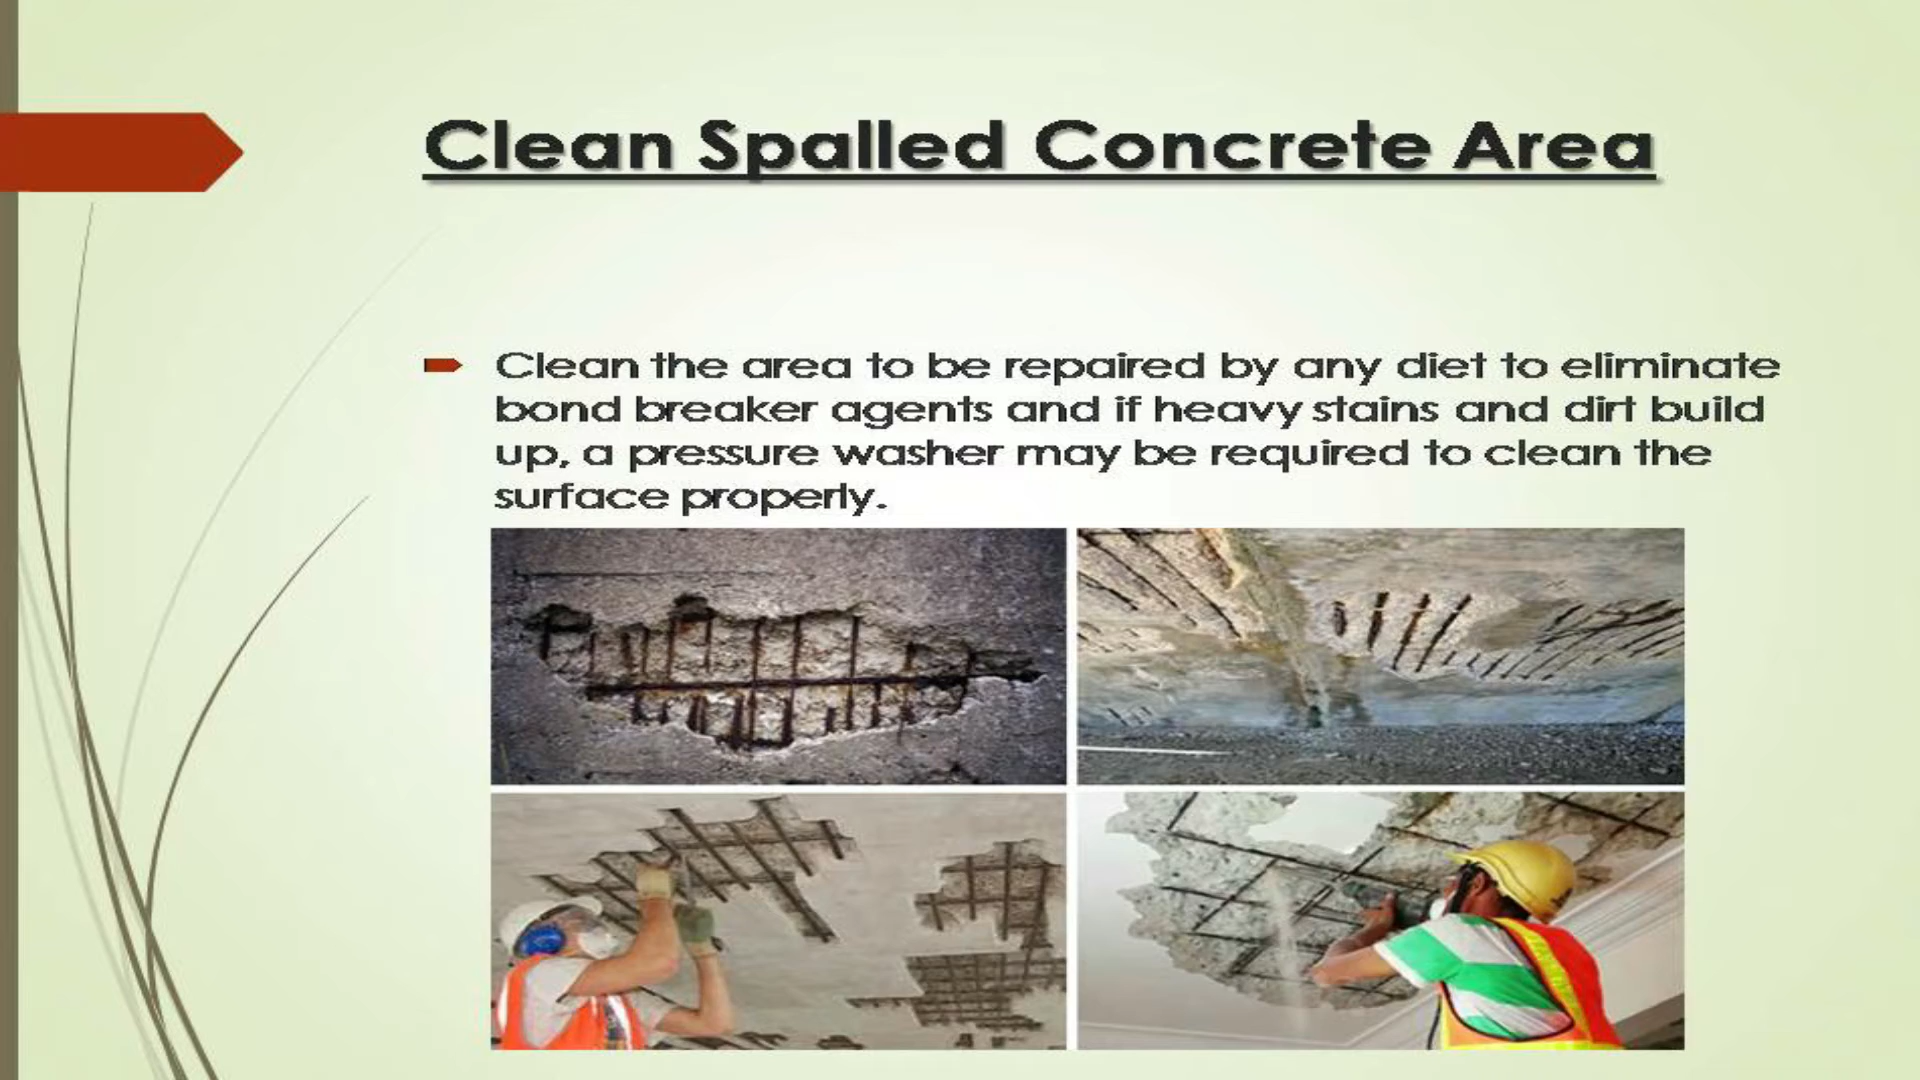 Clean Spalled Concrete Area
Clean the area to be repaired by any diet to eliminate
bond breaker agents and if heavy stains and dirt build
up, a pressure washer may be required to clean the
surface properly.